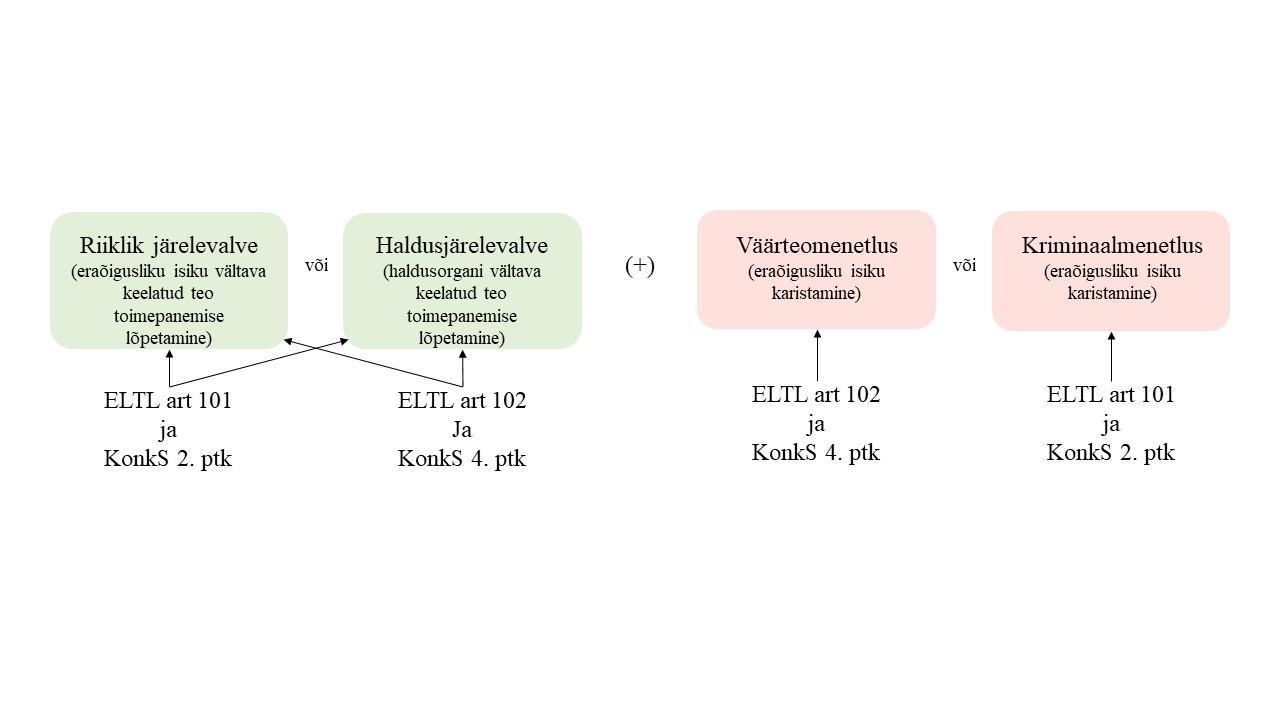 Riiklik järelevalve
(eraõigusliku isiku vältava
keelatud teo
toimepanemise
lõpetamine)
või
Haldusjärelevalve
(haldusorgani vältava
keelatud teo
toimepanemise
lõpetamine)
(+)
Väärteomenetlus
(eraõigusliku isiku
karistamine)
või
Kriminaalmenetlus
(eraõigusliku isiku
karistamine)
ELTL art 101
ja
KonkS 2. ptk
ELTL art 102
Ja
KonkS 4. ptk
ELTL art 102
ja
KonkS 4. ptk
ELTL art 101
ja
KonkS 2. ptk